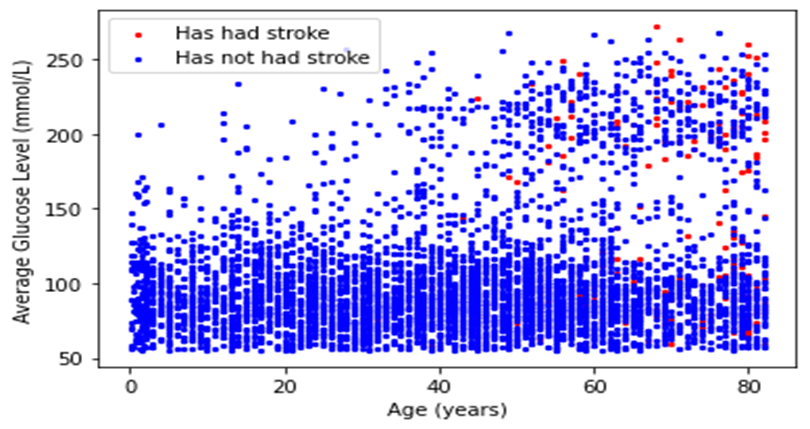 Has had stroke
Has not had stroke
Average Glucose Level (mmol/L)
250
200
150
100
50
0 20 40 60 80
Age (years)